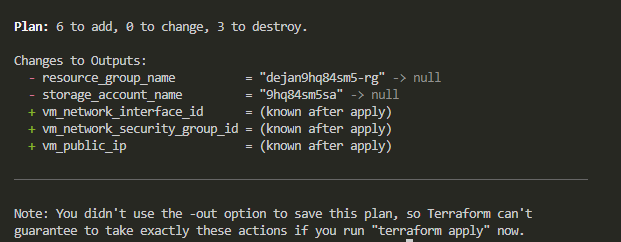 Plan: 6 to add, 0 to change, 3 to destroy.
Changes to Outputs:
- resource_group_name = "dejan9hq84sm5-rg" -> null
- storage_account_name = "9hq84sm5sa" -> null
+ vm_network_interface_id = (known after apply)
+ vm_network_security_group_id = (known after apply)
+ vm_public_ip = (known after apply)
Note: You didn't use the -out option to save this plan, so Terraform can't
guarantee to take exactly these actions if you run "terraform apply" now.